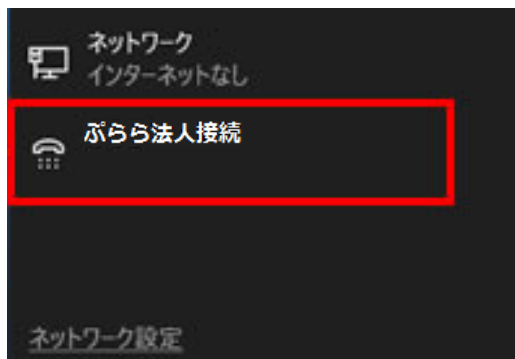 ネットワーク
インターネットなし
ぷらら法人接続
ネットワーク設定